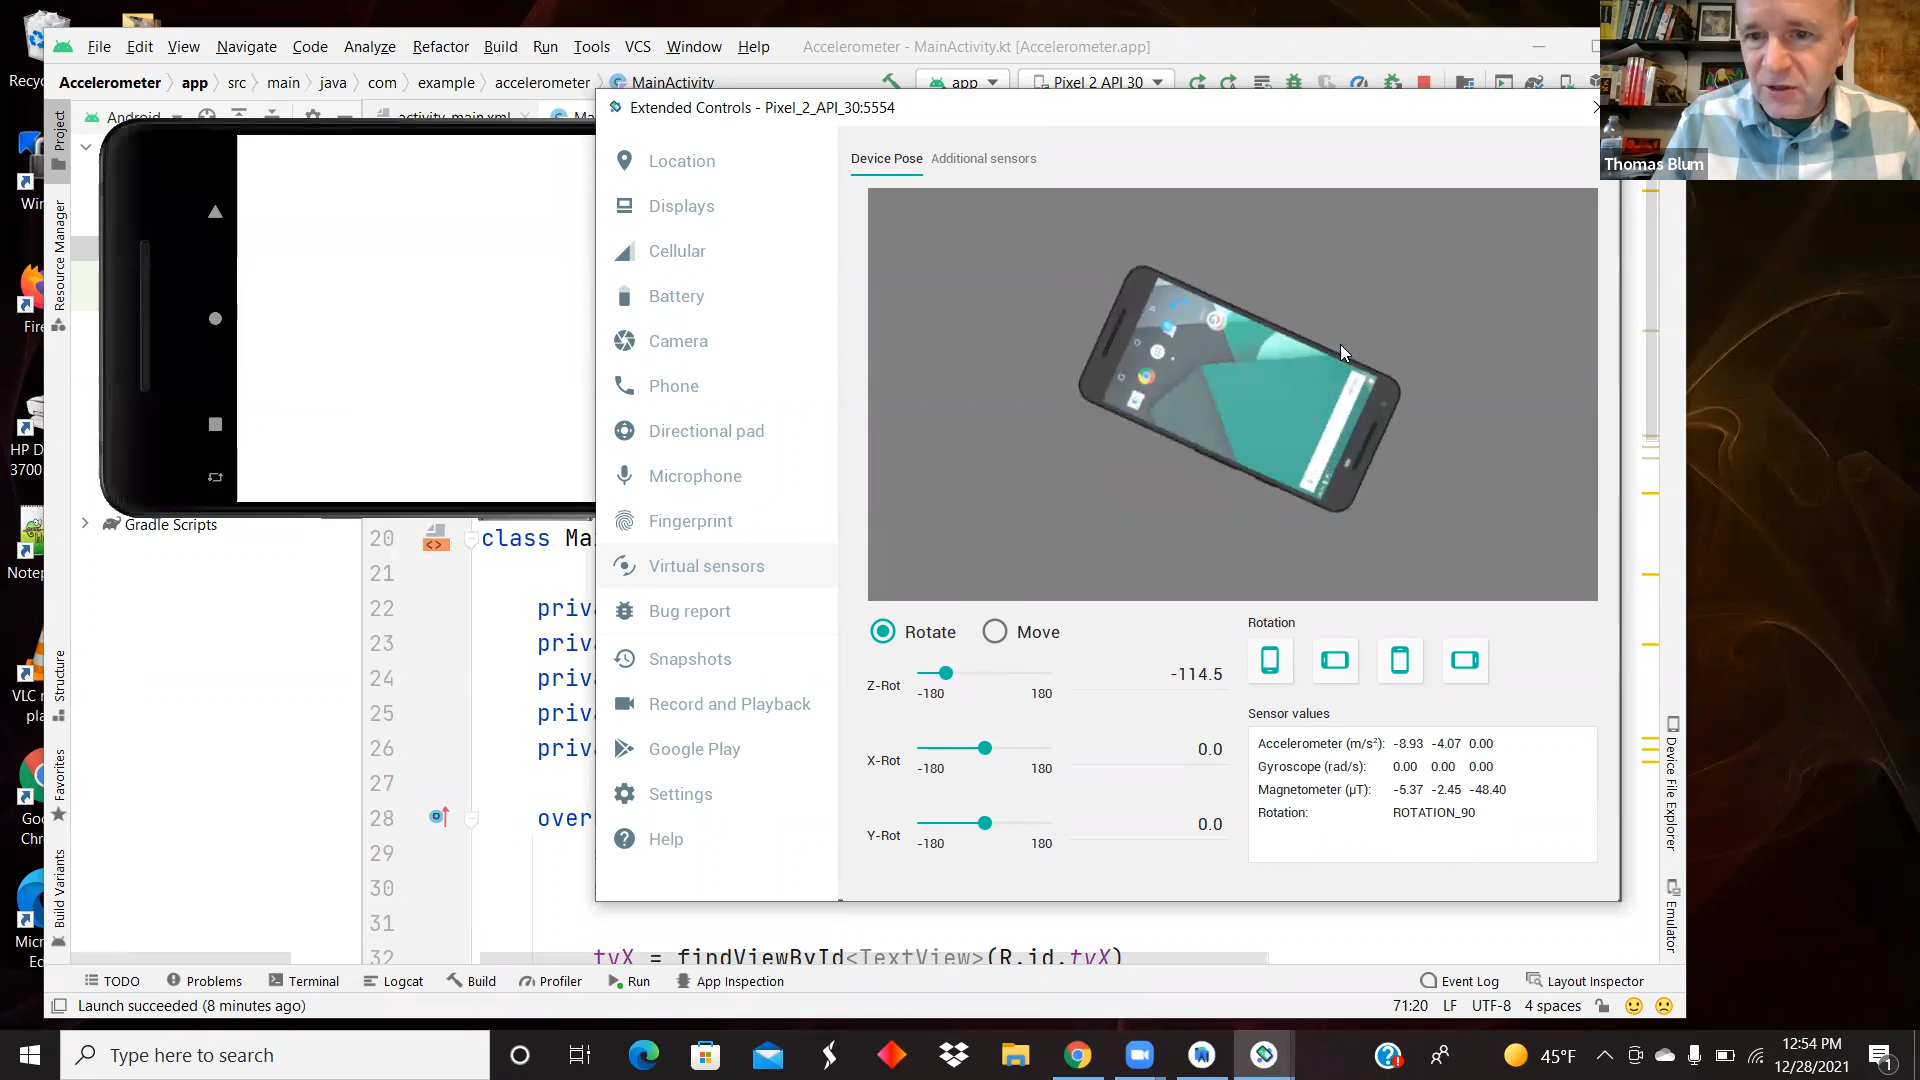 File Edit View Navigate Code Analyze Refactor Build Run Tools VCS Window Help Accelerometer - MainActivity.kt [Accelerometer.app]
Accelerometer app src main java com example accelerometer MainActivity app Pixel 2 API 30
Android activity_main.xml
Extended Controls - Pixel_2_API_30:5554
Thomas Blum
Project
Resource Manager
Structure
Favorites
Build Variants
Gradle Scripts
Location
Displays
Cellular
Battery
Camera
Phone
Directional pad
Microphone
Fingerprint
Virtual sensors
Bug report
Snapshots
Record and Playback
Google Play
Settings
Help
Device Pose Additional sensors
Rotate Move
Z-Rot -180 180 -114.5
X-Rot -180 180 0.0
Y-Rot -180 180 0.0
Rotation
Sensor values
Accelerometer (m/s²): -8.93 -4.07 0.00
Gyroscope (rad/s): 0.00 0.00 0.00
Magnetometer (µT): -5.37 -2.45 -48.40
Rotation: ROTATION_90
20 class Ma
21
22 priv
23 priv
24 priv
25 priv
26 priv
27
28 over
29
30
31
32 tvX = findViewById<TextView>(R.id.tvX)
Device File Explorer
Emulator
TODO Problems Terminal Logcat Build Profiler Run App Inspection Event Log Layout Inspector
Launch succeeded (8 minutes ago) 71:20 LF UTF-8 4 spaces
Type here to search
45°F
12:54 PM
12/28/2021
1